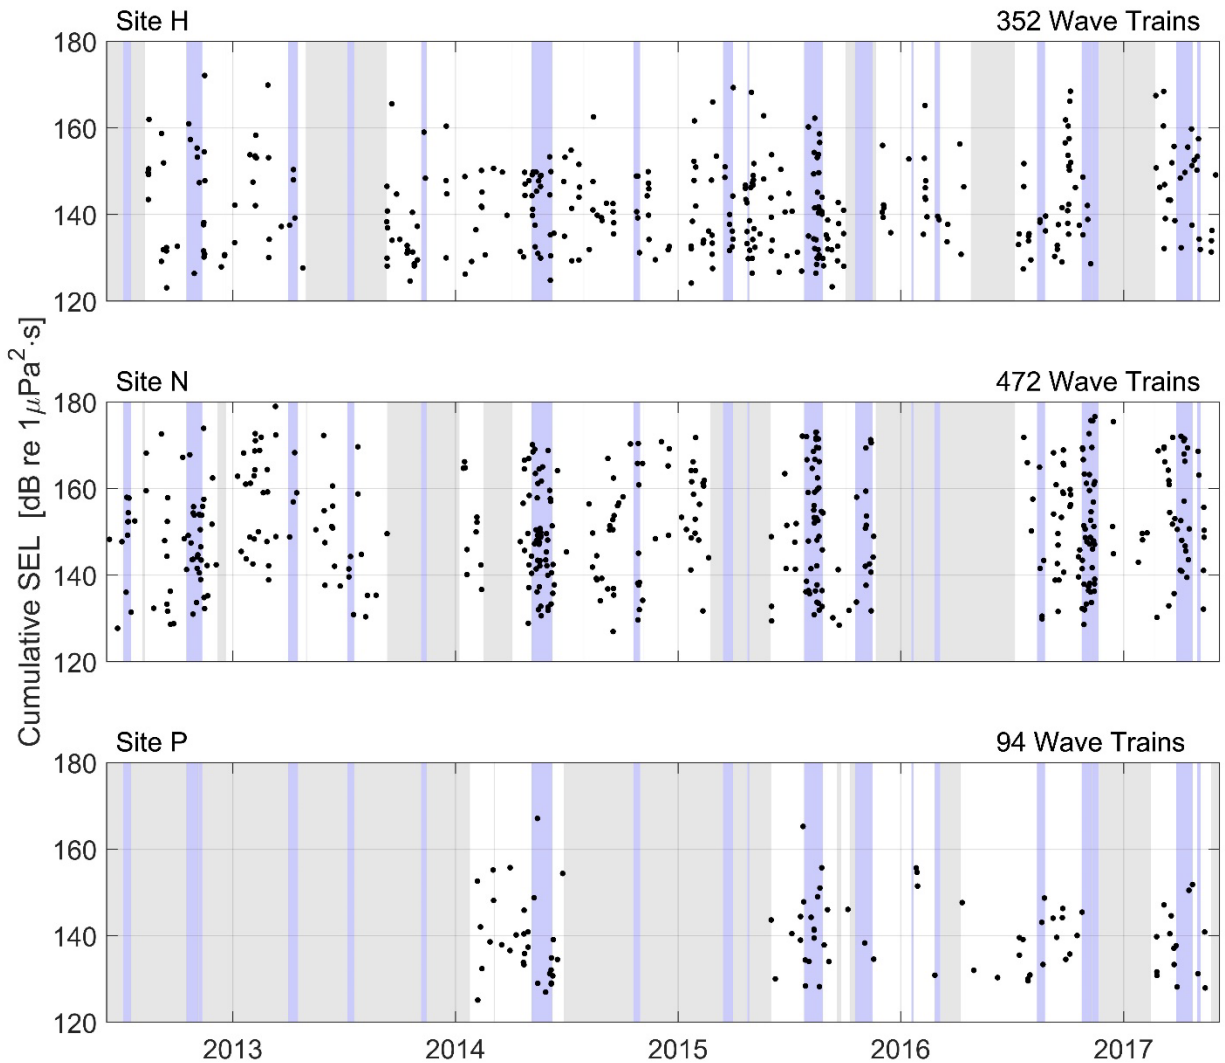 Site H 352 Wave Trains
180
160
140
120
Site N 472 Wave Trains
180
160
140
120
Cumulative SEL [dB re 1μPa²·s]
Site P 94 Wave Trains
180
160
140
120
2013 2014 2015 2016 2017